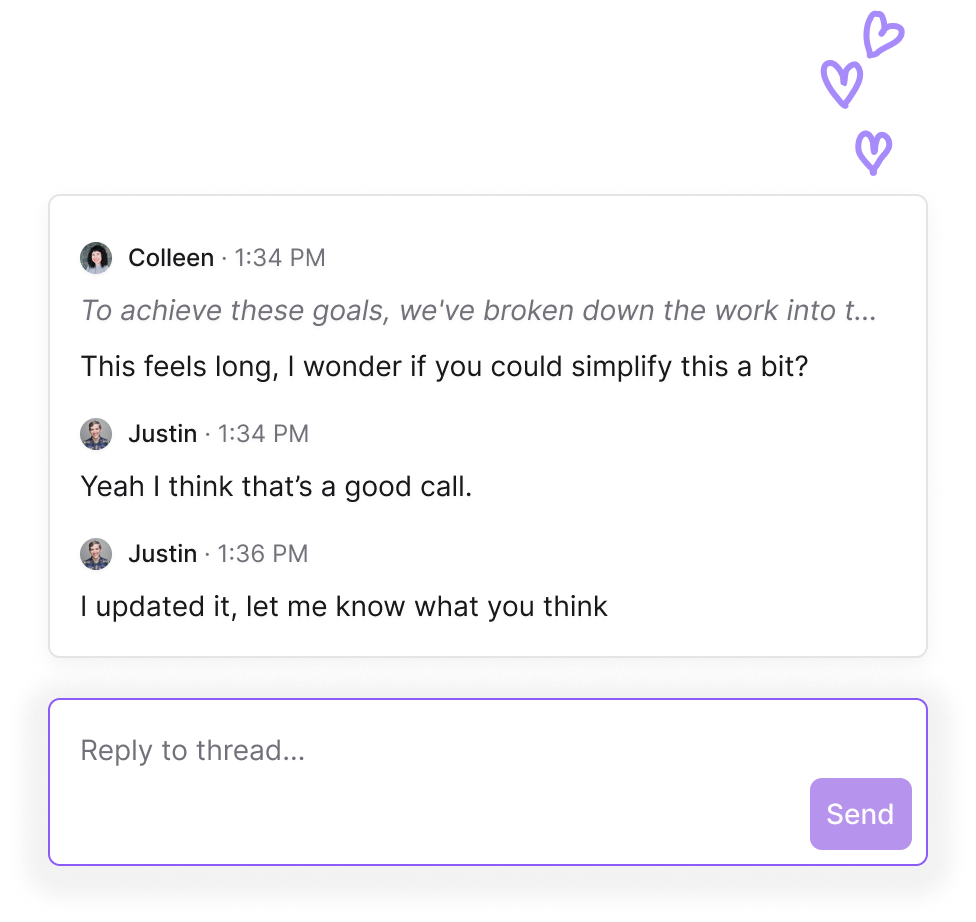 Colleen · 1:34 PM
To achieve these goals, we've broken down the work into t...
This feels long, I wonder if you could simplify this a bit?
Justin · 1:34 PM
Yeah I think that’s a good call.
Justin · 1:36 PM
I updated it, let me know what you think
Reply to thread...
Send